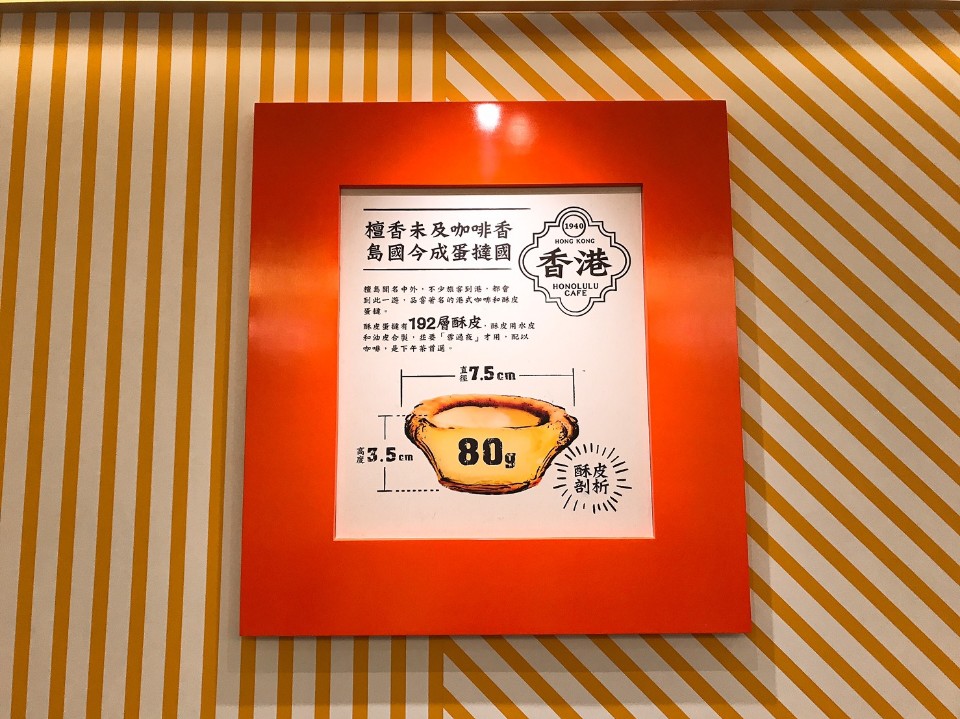 檀香未及咖啡香
島國今成蛋撻國
1940
HONG KONG
香港
HONOLULU
CAFE
檀島聞名中外，不少旅客到港，都會
到此一遊，品嘗著名的港式咖啡和酥皮
蛋撻。
酥皮蛋撻有192層酥皮，酥皮用水皮
和油皮合製，且要「雪過夜」才用，配以
咖啡，是下午茶首選。
直徑7.5cm
高度3.5cm
80g
酥皮
剖析